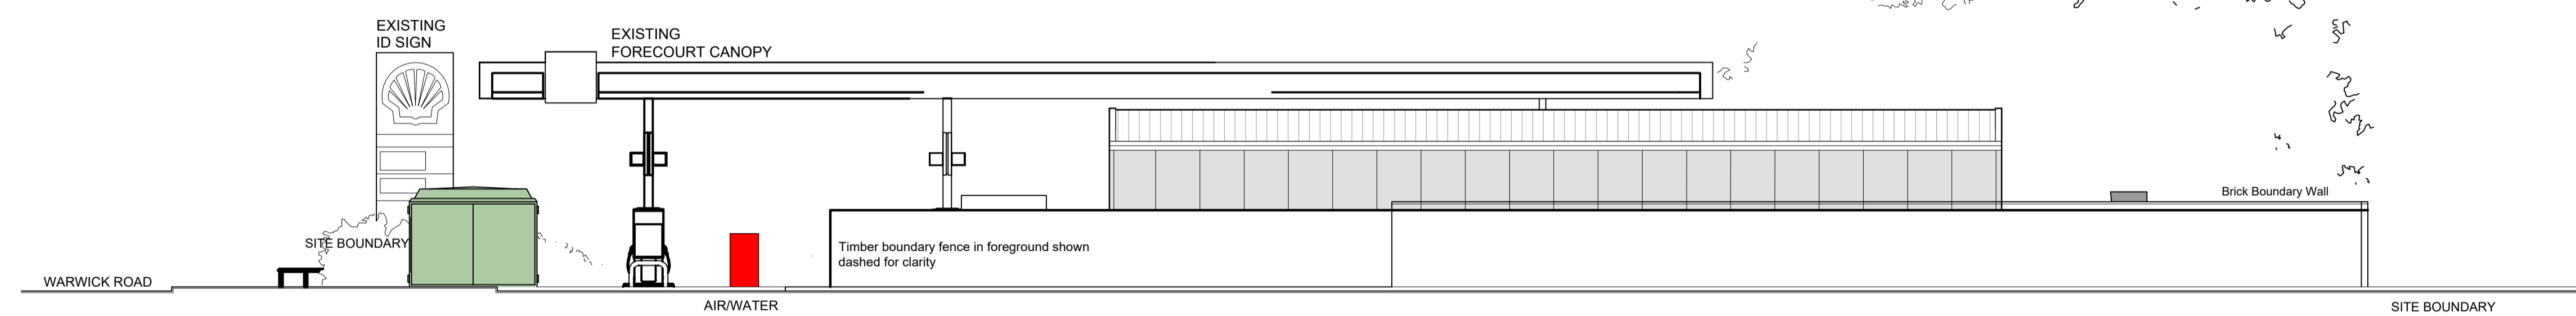 EXISTING
ID SIGN
EXISTING
FORECOURT CANOPY
Brick Boundary Wall
SITE BOUNDARY
Timber boundary fence in foreground shown
dashed for clarity
WARWICK ROAD
AIR/WATER
SITE BOUNDARY